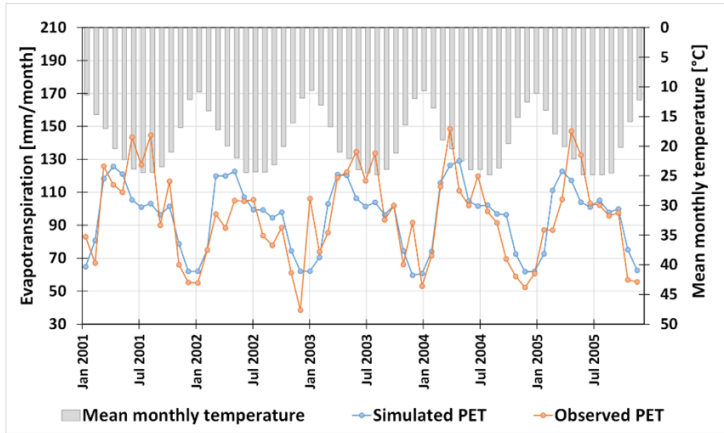 210
190
170
150
130
110
90
70
50
30
Evapotranspiration [mm/month]
0
5
10
15
20
25
30
35
40
45
50
Mean monthly temperature [°C]
Jan 2001
Jul 2001
Jan 2002
Jul 2002
Jan 2003
Jul 2003
Jan 2004
Jul 2004
Jan 2005
Jul 2005
Mean monthly temperature Simulated PET Observed PET